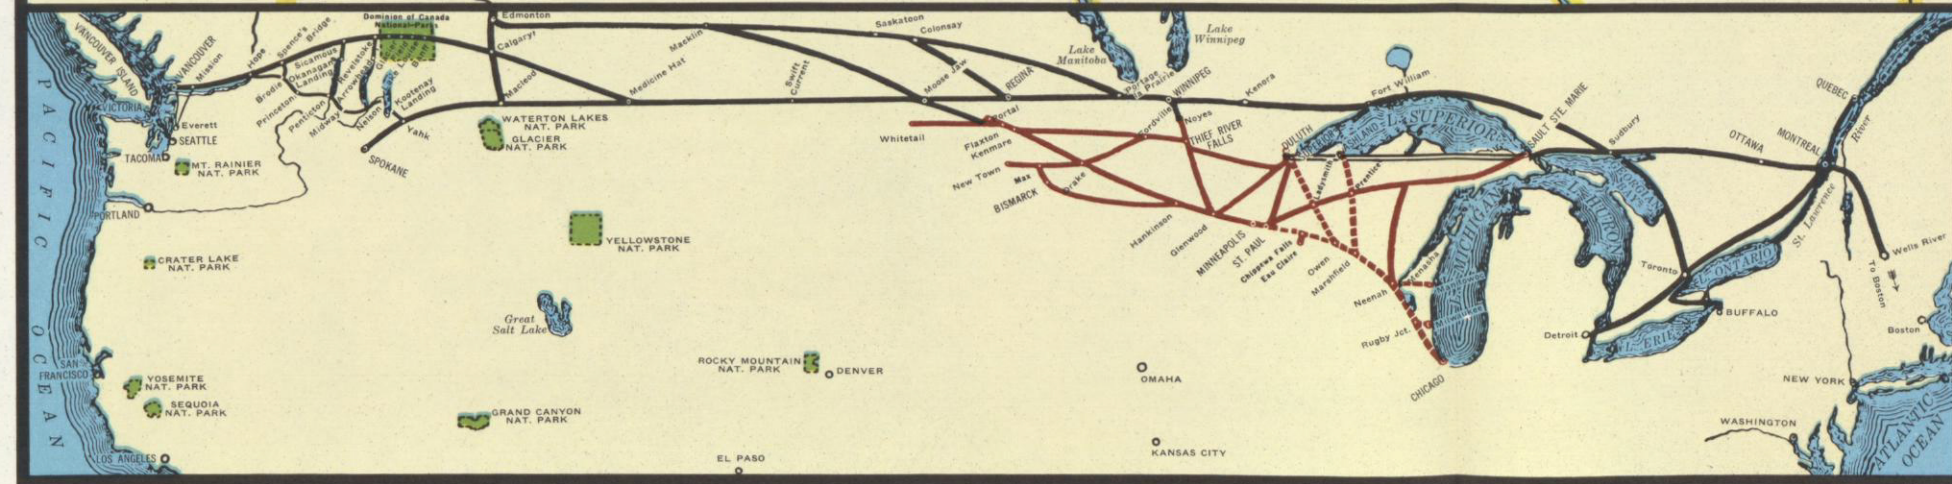 PACIFIC OCEAN
VANCOUVER ISLAND
VANCOUVER
Mission
Hope
Spence's
Bridge
Dominion of Canada
National Parks
Edmonton
Calgary
Macleod
Sicamous
Okanagan
Landing
Revelstoke
Arrowhead
Brodie
Princeton
Penticton
Midway
Nelson
Kootenay
Landing
Yahk
SPOKANE
VICTORIA
Everett
SEATTLE
TACOMA
MT. RAINIER
NAT. PARK
PORTLAND
CRATER LAKE
NAT. PARK
WATERTON LAKES
NAT. PARK
GLACIER
NAT. PARK
YELLOWSTONE
NAT. PARK
Great
Salt Lake
SAN
FRANCISCO
YOSEMITE
NAT. PARK
SEQUOIA
NAT. PARK
LOS ANGELES
GRAND CANYON
NAT. PARK
ROCKY MOUNTAIN
NAT. PARK
DENVER
EL PASO
OMAHA
KANSAS CITY
Medicine Hat
Macklin
Swift
Current
Saskatoon
Colonsay
Moose Jaw
REGINA
Portal
Whitetail
Flaxton
Kenmare
New Town
Max
BISMARCK
Drake
Lake
Manitoba
Lake
Winnipeg
Portage
la Prairie
WINNIPEG
Kenora
Noyes
Fordville
THIEF RIVER
FALLS
Hankinson
Glenwood
MINNEAPOLIS
ST. PAUL
Chippewa Falls
Eau Claire
Owen
Marshfield
Neenah
Menasha
Manitowoc
Milwaukee
Rugby Jct.
CHICAGO
DULUTH
SUPERIOR
ASHLAND
Ladysmith
Prentice
Fort William
L. SUPERIOR
SAULT STE. MARIE
L. MICHIGAN
L. HURON
Sudbury
OTTAWA
MONTREAL
QUEBEC
St. Lawrence
River
Toronto
L. ONTARIO
BUFFALO
Detroit
L. ERIE
Wells River
To Boston
Boston
NEW YORK
WASHINGTON
ATLANTIC
OCEAN